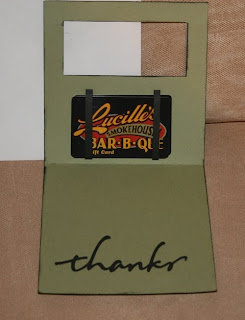 Lucille's
SMOKEHOUSE
BAR·B·QUE
Gift Card
thanks